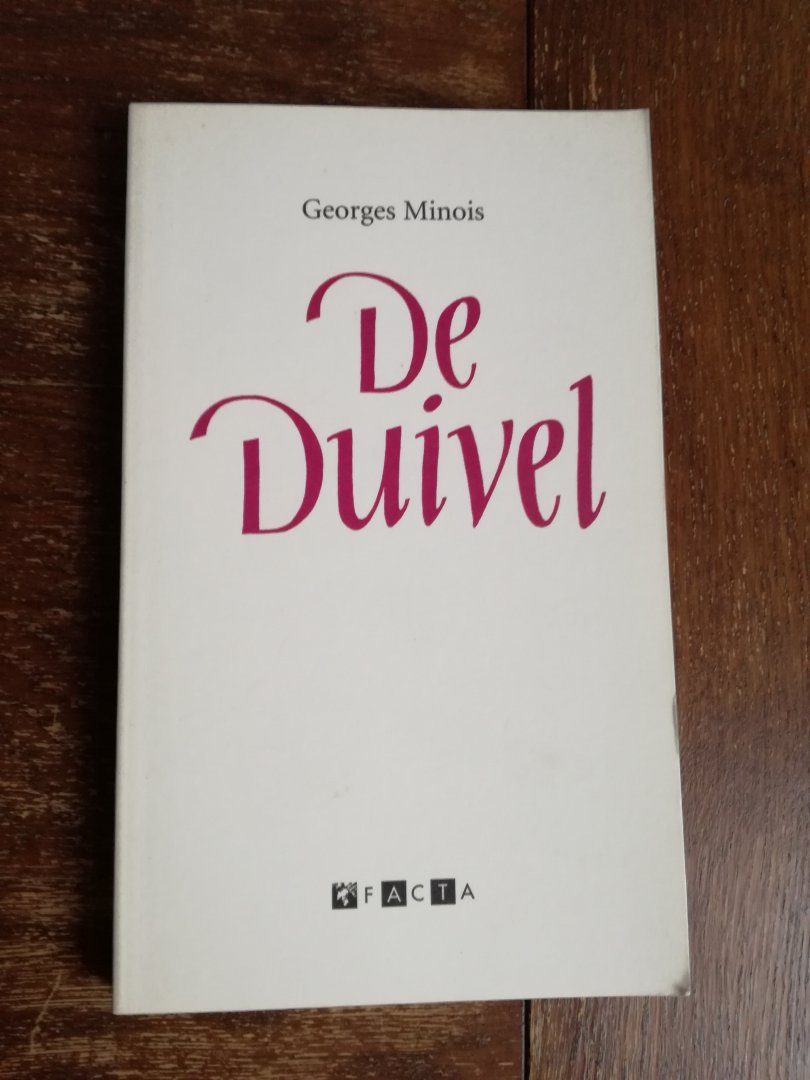 Georges Minois
De
Duivel
FACTA